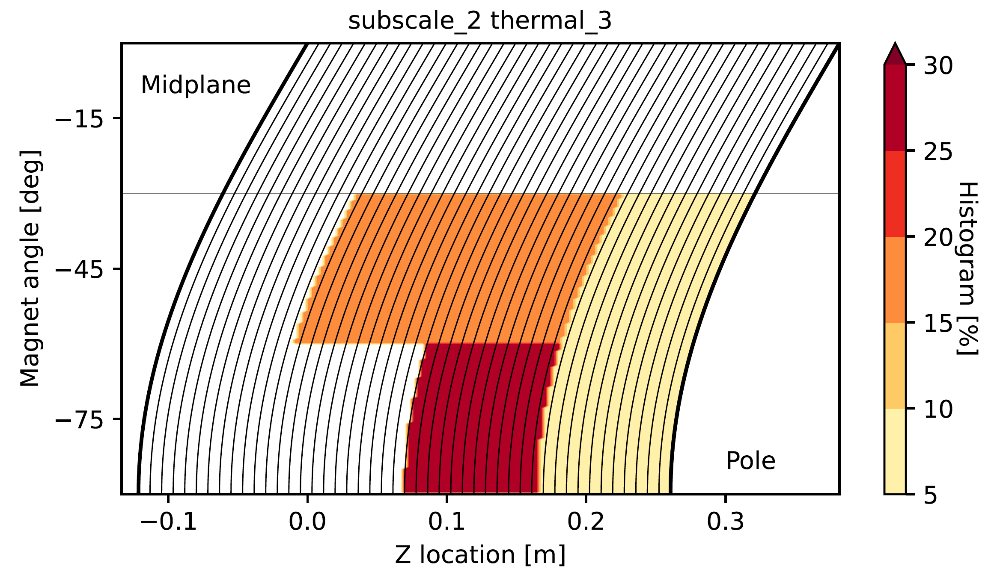 subscale_2 thermal_3
Midplane
Pole
Magnet angle [deg]
−15
−45
−75
−0.1
0.0
0.1
0.2
0.3
Z location [m]
30
25
20
15
10
5
Histogram [%]